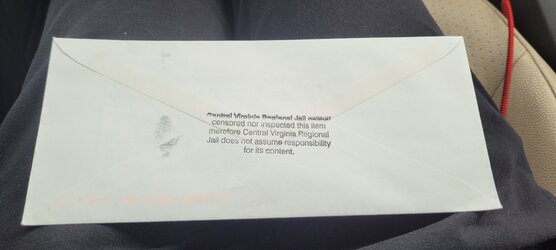 Central Virginia Regional Jail neither
censored nor inspected this item
therefore Central Virginia Regional
Jail does not assume responsibility
for its content.